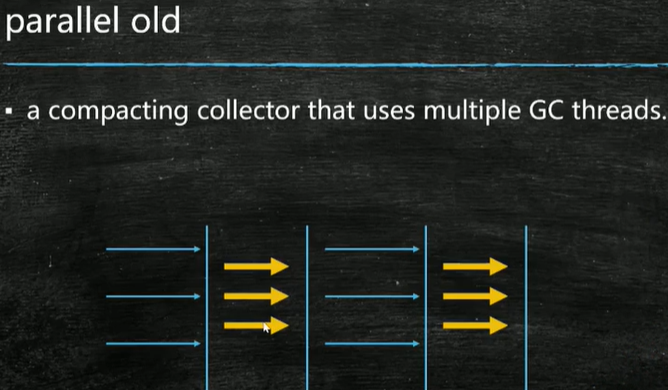 parallel old
▪ a compacting collector that uses multiple GC threads.